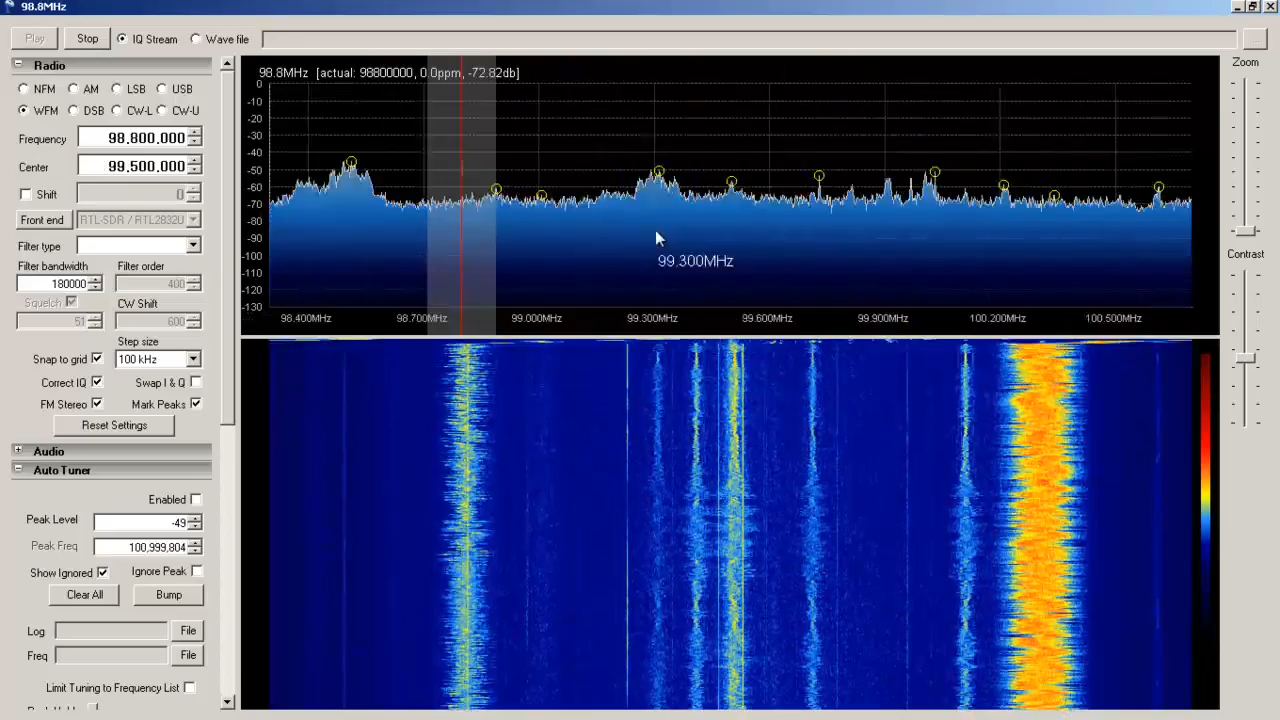 98.8MHz
Play Stop IQ Stream Wave file
Radio
NFM AM LSB USB
WFM DSB CW-L CW-U
Frequency 98.800.000
Center 99.500.000
Shift 0
Front end RTL-SDR / RTL2832U
Filter type
Filter bandwidth Filter order
180000 400
Squelch CW Shift
51 600
Step size
Snap to grid 100 kHz
Correct IQ Swap I & Q
FM Stereo Mark Peaks
Reset Settings
Audio
Auto Tuner
Enabled
Peak Level -49
Peak Freq 100,999,804
Show Ignored Ignore Peak
Clear All Bump
Log File
Freq File
Limit Tuning to Frequency List
98.8MHz [actual: 98800000, 0.0ppm, -72.82db]
0
-10
-20
-30
-40
-50
-60
-70
-80
-90
-100
-110
-120
-130
99.300MHz
98.400MHz 98.700MHz 99.000MHz 99.300MHz 99.600MHz 99.900MHz 100.200MHz 100.500MHz
Zoom
Contrast